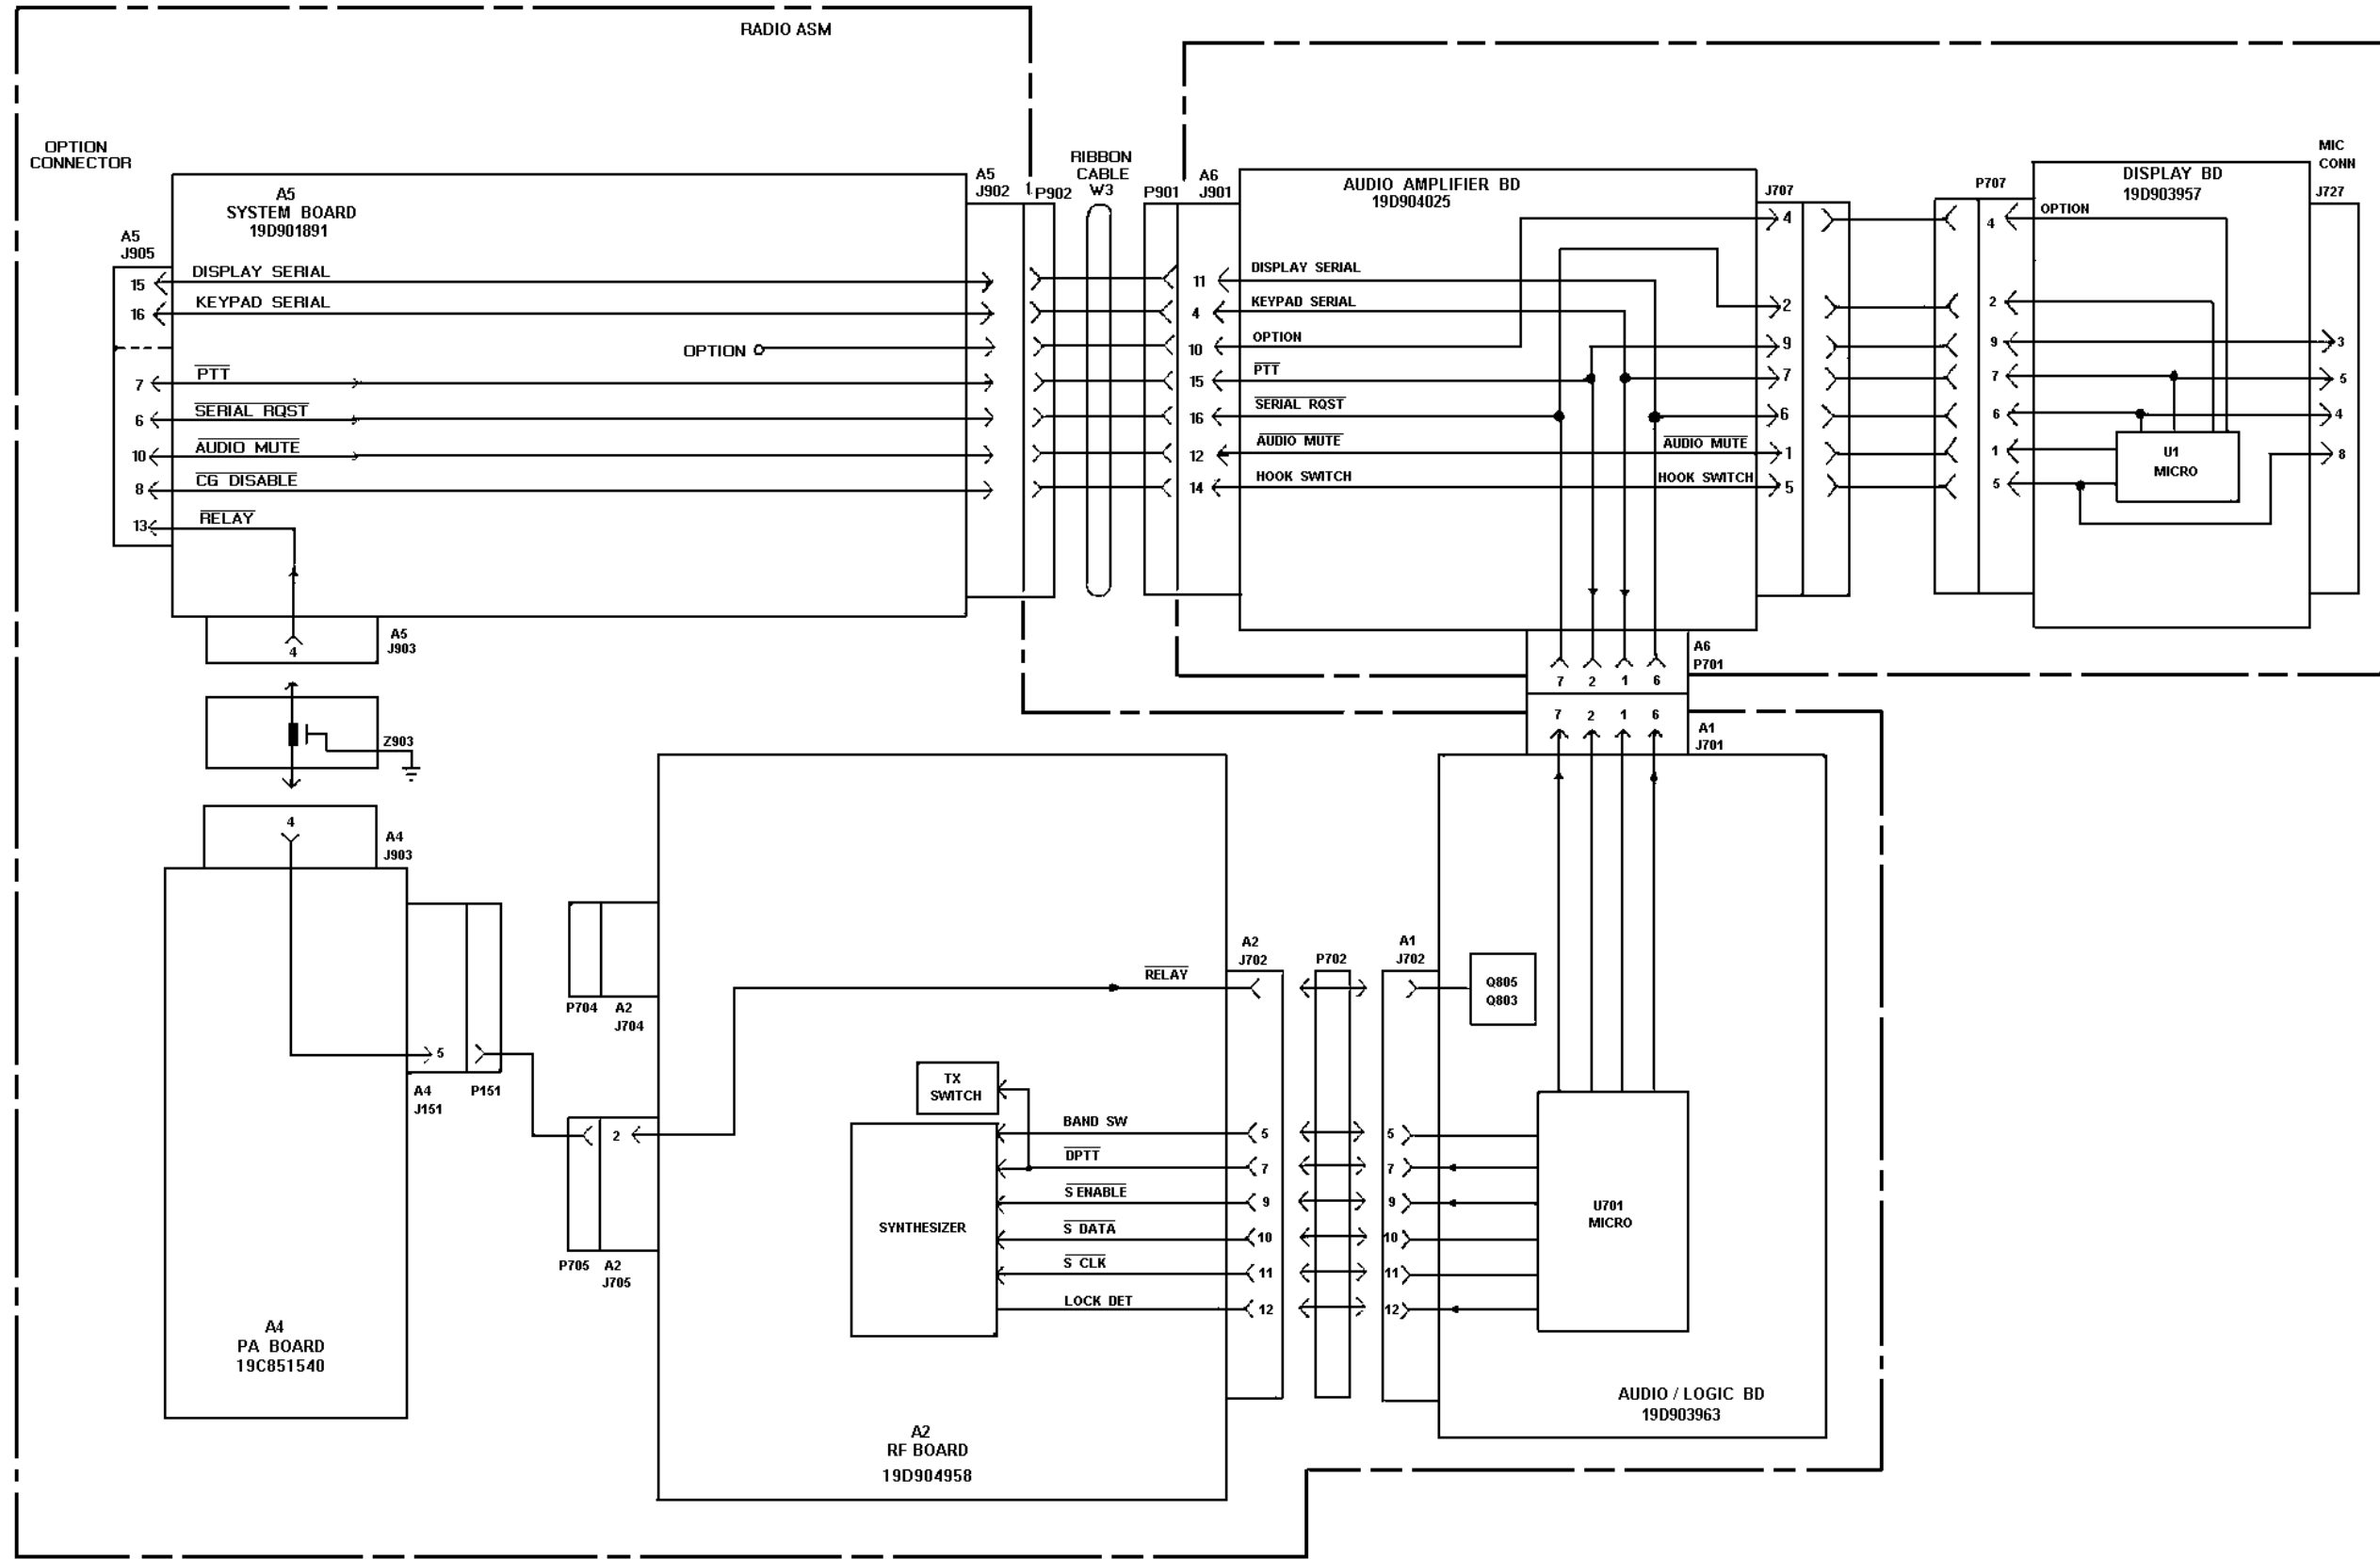 RADIO ASM
OPTION
CONNECTOR
A5
J905
15
16
7
6
10
8
13
A5
SYSTEM BOARD
19D901891
DISPLAY SERIAL
KEYPAD SERIAL
OPTION
PTT
SERIAL RQST
AUDIO MUTE
CG DISABLE
RELAY
A5
J902
1
P902
RIBBON
CABLE
W3
P901
A6
J901
11
4
10
15
16
12
14
AUDIO AMPLIFIER BD
19D904025
DISPLAY SERIAL
KEYPAD SERIAL
OPTION
PTT
SERIAL RQST
AUDIO MUTE
HOOK SWITCH
AUDIO MUTE
HOOK SWITCH
J707
4
2
9
7
6
1
5
P707
4
2
9
7
6
1
5
DISPLAY BD
19D903957
OPTION
U1
MICRO
MIC
CONN
J727
3
5
4
8
4
A5
J903
Z903
4
A4
J903
A6
P701
7 2 1 6
7 2 1 6
A1
J701
A4
PA BOARD
19C851540
5
A4
J151
P151
P704
A2
J704
2
P705
A2
J705
RELAY
TX
SWITCH
SYNTHESIZER
BAND SW
DPTT
S ENABLE
S DATA
S CLK
LOCK DET
A2
RF BOARD
19D904958
A2
J702
5
7
9
10
11
12
P702
A1
J702
5
7
9
10
11
12
Q805
Q803
U701
MICRO
AUDIO / LOGIC BD
19D903963